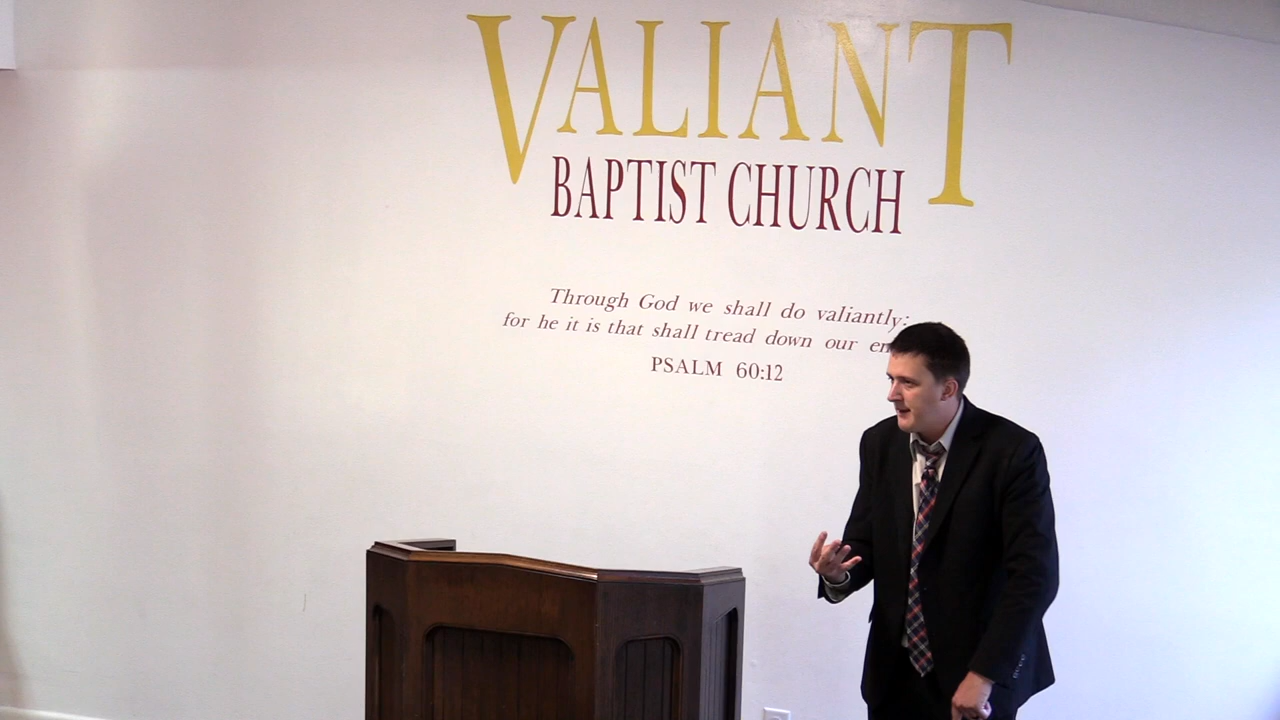 VALIANT
BAPTIST CHURCH
Through God we shall do valiantly:
for he it is that shall tread down our
PSALM 60:12